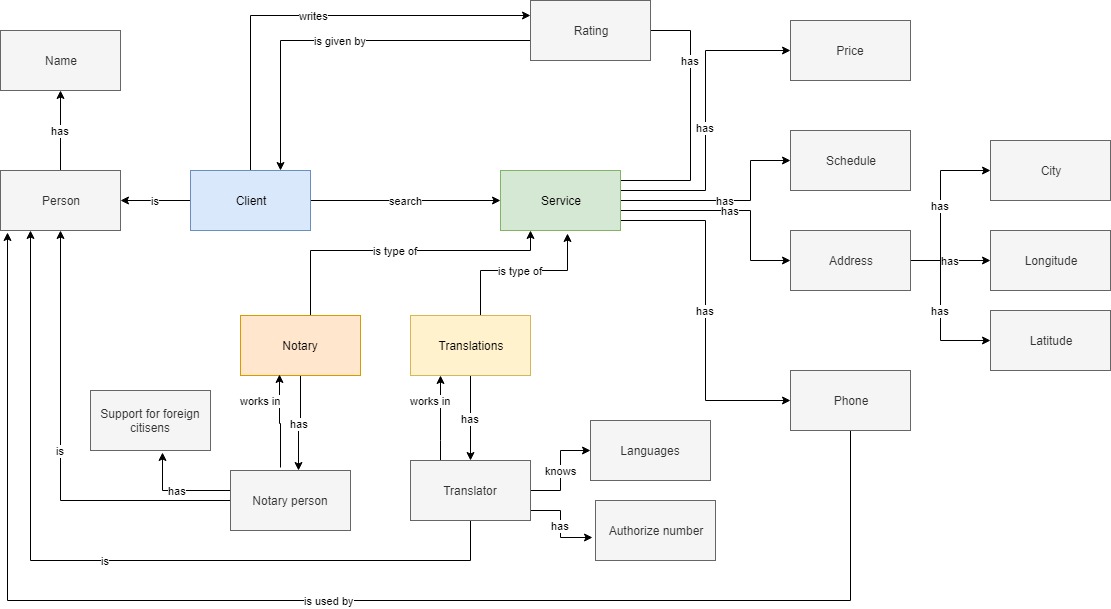 writes
Rating
is given by
Name
has
Price
has
has
Schedule
City
Person
is
Client
search
Service
has
has
has
Address
has
Longitude
is type of
is type of
has
has
Latitude
Notary
Translations
works in
has
works in
has
Phone
Support for foreign
citisens
is
has
Notary person
Translator
knows
Languages
has
Authorize number
is
is used by